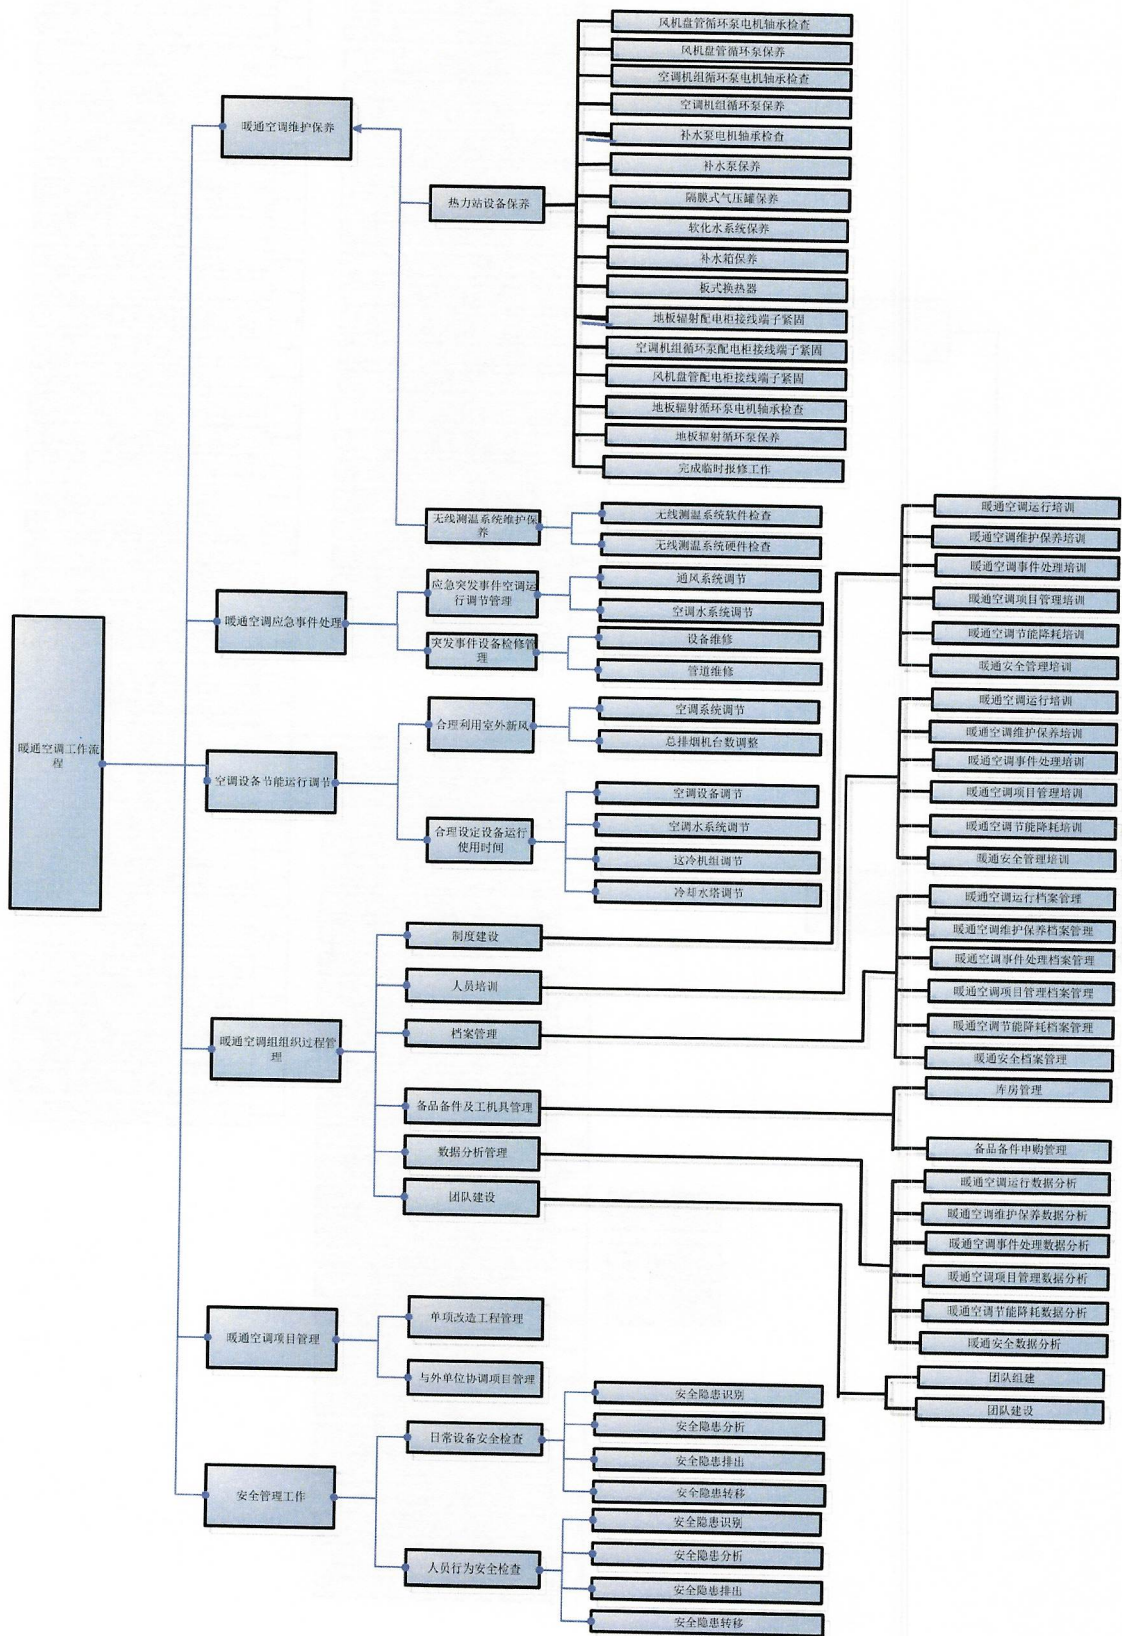 暖通空调工作流
程
暖通空调维护保养
热力站设备保养
风机盘管循环泵电机轴承检查
风机盘管循环泵保养
空调机组循环泵电机轴承检查
空调机组循环泵保养
补水泵电机轴承检查
补水泵保养
隔膜式气压罐保养
软化水系统保养
补水箱保养
板式换热器
地板辐射配电柜接线端子紧固
空调机组循环泵配电柜接线端子紧固
风机盘管配电柜接线端子紧固
地板辐射循环泵电机轴承检查
地板辐射循环泵保养
完成临时报修工作
无线测温系统维护保
养
无线测温系统软件检查
无线测温系统硬件检查
暖通空调应急事件处理
应急突发事件空调运
行调节管理
通风系统调节
空调水系统调节
突发事件设备检修管
理
设备维修
管道维修
空调设备节能运行调节
合理利用室外新风
空调系统调节
总排烟机台数调整
合理设定设备运行
使用时间
空调设备调节
空调水系统调节
这冷机组调节
冷却水塔调节
暖通空调组组织过程管
理
制度建设
暖通空调运行培训
暖通空调维护保养培训
暖通空调事件处理培训
暖通空调项目管理培训
暖通空调节能降耗培训
暖通安全管理培训
人员培训
暖通空调运行培训
暖通空调维护保养培训
暖通空调事件处理培训
暖通空调项目管理培训
暖通空调节能降耗培训
暖通安全管理培训
档案管理
暖通空调运行档案管理
暖通空调维护保养档案管理
暖通空调事件处理档案管理
暖通空调项目管理档案管理
暖通空调节能降耗档案管理
暖通安全档案管理
备品备件及工机具管理
库房管理
备品备件申购管理
数据分析管理
暖通空调运行数据分析
暖通空调维护保养数据分析
暖通空调事件处理数据分析
暖通空调项目管理数据分析
暖通空调节能降耗数据分析
暖通安全数据分析
团队建设
团队组建
团队建设
暖通空调项目管理
单项改造工程管理
与外单位协调项目管理
安全管理工作
日常设备安全检查
安全隐患识别
安全隐患分析
安全隐患排出
安全隐患转移
人员行为安全检查
安全隐患识别
安全隐患分析
安全隐患排出
安全隐患转移